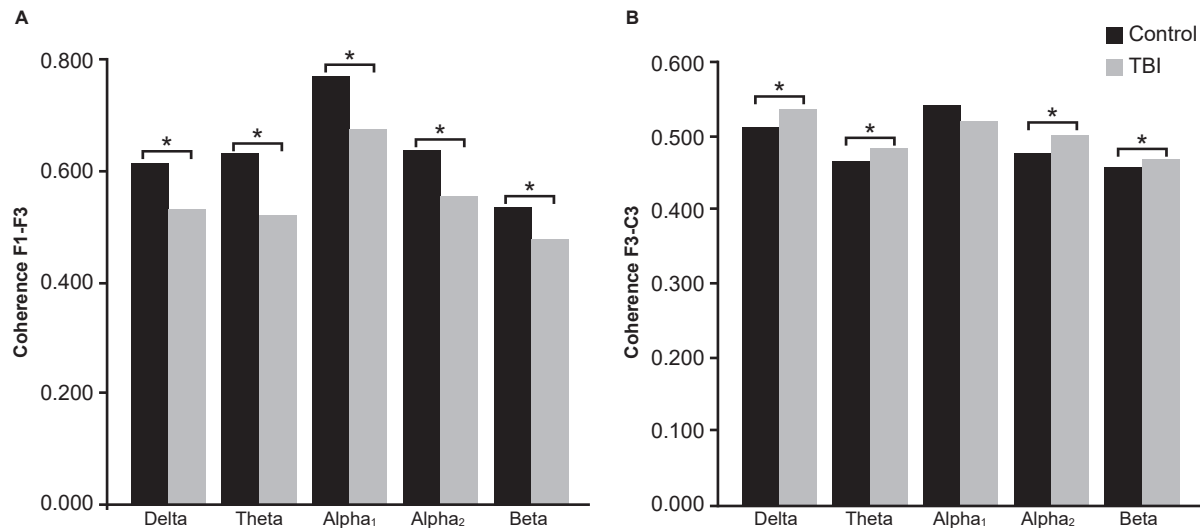 A
Coherence F1-F3
0.800
0.600
0.400
0.200
0.000
*
*
*
*
*
Delta Theta Alpha₁ Alpha₂ Beta
B
Control
TBI
Coherence F3-C3
0.600
0.500
0.400
0.300
0.200
0.100
0.000
*
*
*
*
Delta Theta Alpha₁ Alpha₂ Beta